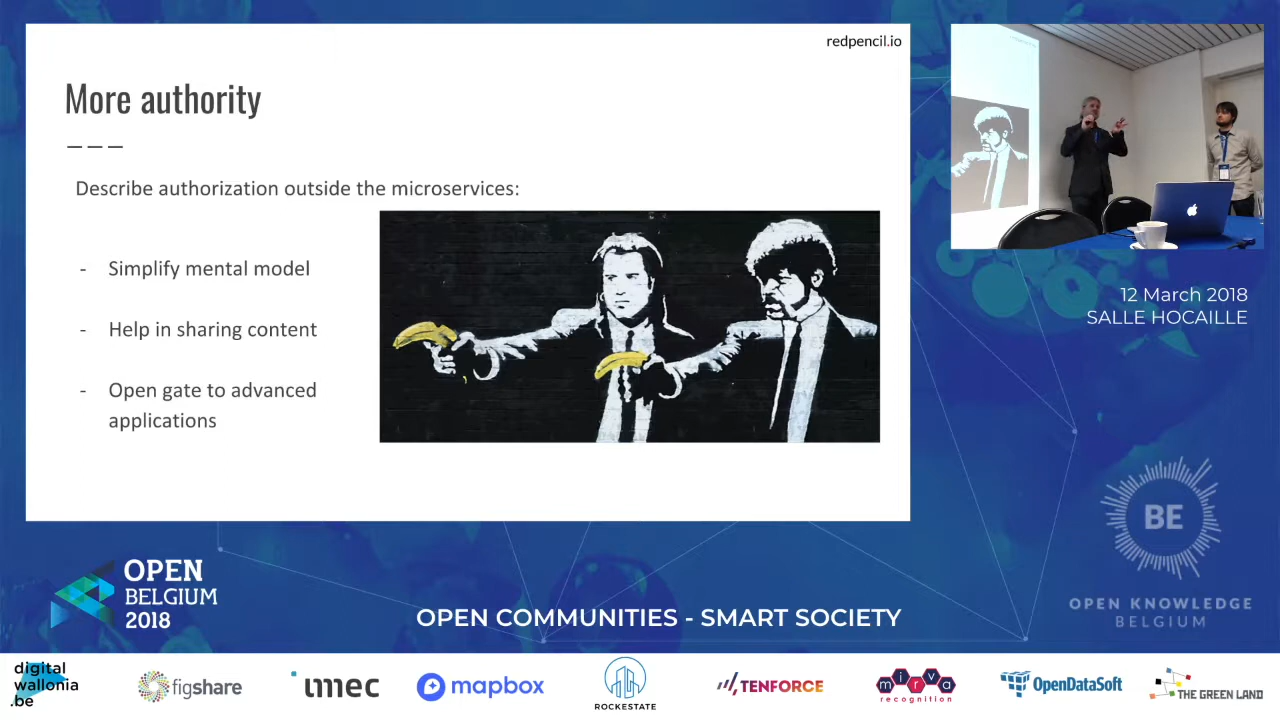 redpencil.io
More authority
Describe authorization outside the microservices:
- Simplify mental model
- Help in sharing content
- Open gate to advanced
applications
12 March 2018
SALLE HOCAILLE
BE
OPEN KNOWLEDGE
BELGIUM
OPEN
BELGIUM
2018
OPEN COMMUNITIES - SMART SOCIETY
digital
wallonia
.be
figshare
imec
mapbox
ROCKESTATE
TENFORCE
mirva
recognition
OpenDataSoft
THE GREEN LAND